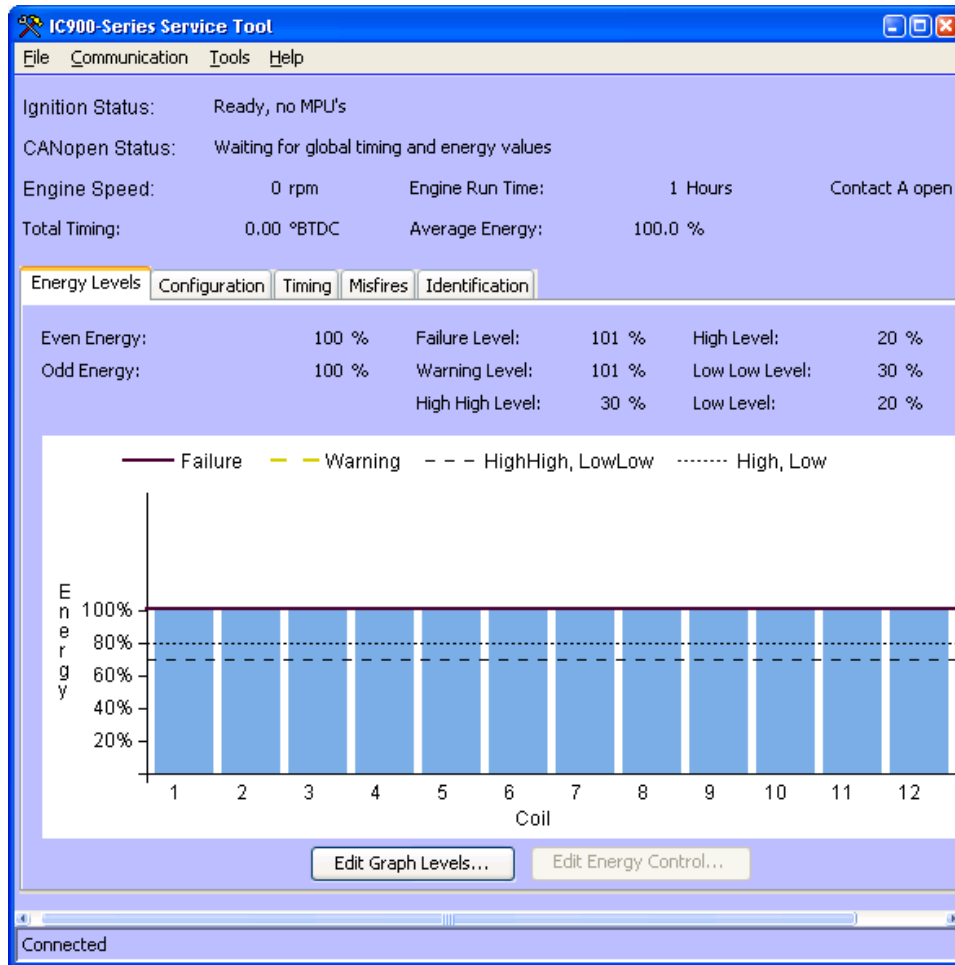 IC900-Series Service Tool
File Communication Tools Help
Ignition Status: Ready, no MPU's
CANopen Status: Waiting for global timing and energy values
Engine Speed: 0 rpm Engine Run Time: 1 Hours Contact A open
Total Timing: 0.00 °BTDC Average Energy: 100.0 %
Energy Levels Configuration Timing Misfires Identification
Even Energy: 100 % Failure Level: 101 % High Level: 20 %
Odd Energy: 100 % Warning Level: 101 % Low Low Level: 30 %
High High Level: 30 % Low Level: 20 %
Failure Warning HighHigh, LowLow High, Low
Energy
100%
80%
60%
40%
20%
1 2 3 4 5 6 7 8 9 10 11 12
Coil
Edit Graph Levels... Edit Energy Control...
Connected